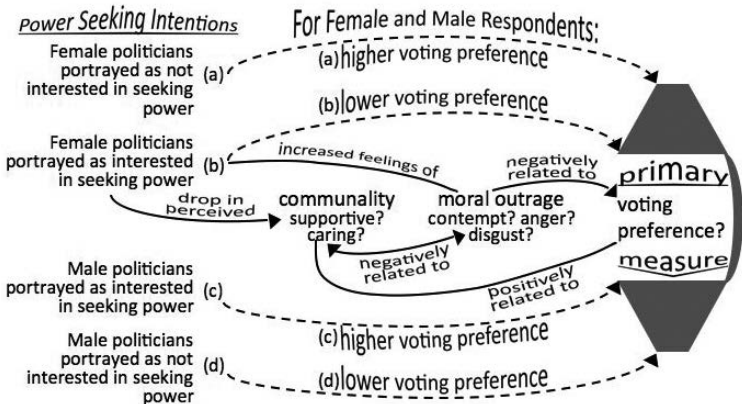 Power Seeking Intentions
For Female and Male Respondents:
Female politicians
portrayed as not
interested in seeking
power
(a)
(a) higher voting preference
(b) lower voting preference
Female politicians
portrayed as interested
in seeking power
(b)
increased feelings of
negatively
related to
drop in
perceived
communality
supportive?
caring?
moral outrage
contempt? anger?
disgust?
primary
voting
preference?
measure
negatively
related to
positively
related to
Male politicians
portrayed as interested
in seeking power
(c)
(c) higher voting preference
Male politicians
portrayed as not
interested in seeking
power
(d)
(d) lower voting preference